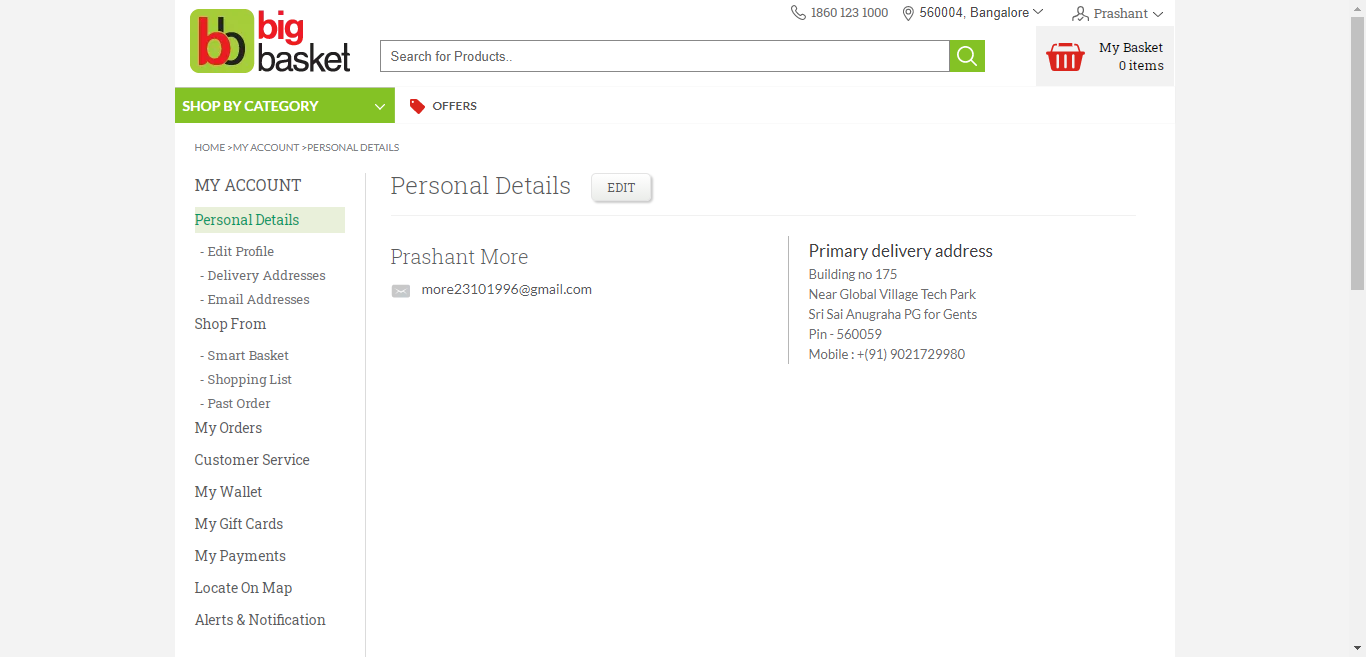 bb big basket
1860 123 1000
560004, Bangalore
Prashant
Search for Products..
My Basket
0 items
SHOP BY CATEGORY
OFFERS
HOME >MY ACCOUNT >PERSONAL DETAILS
MY ACCOUNT
Personal Details
- Edit Profile
- Delivery Addresses
- Email Addresses
Shop From
- Smart Basket
- Shopping List
- Past Order
My Orders
Customer Service
My Wallet
My Gift Cards
My Payments
Locate On Map
Alerts & Notification
Personal Details
EDIT
Prashant More
more23101996@gmail.com
Primary delivery address
Building no 175
Near Global Village Tech Park
Sri Sai Anugraha PG for Gents
Pin - 560059
Mobile : +(91) 9021729980